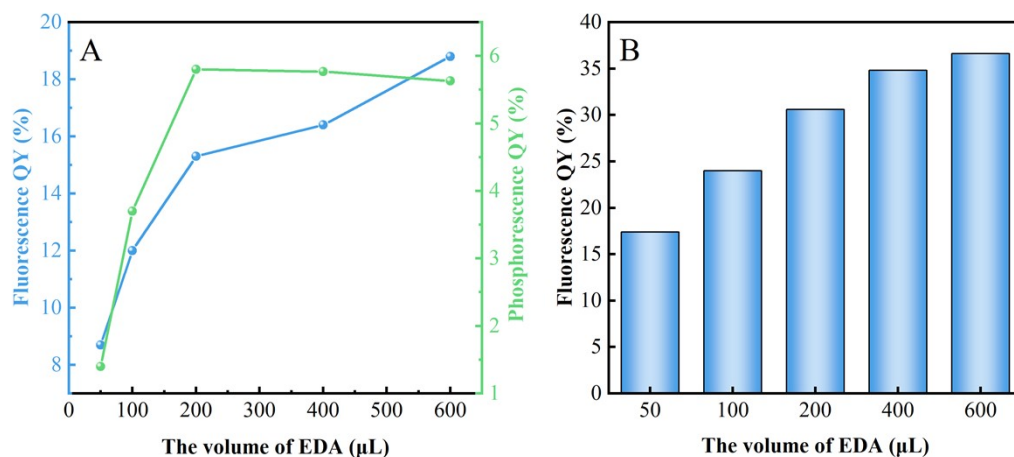 A
Fluorescence QY (%)
20
18
16
14
12
10
8
Phosphorescence QY (%)
6
5
4
3
2
1
0 100 200 300 400 500 600
The volume of EDA (μL)
B
Fluorescence QY (%)
40
35
30
25
20
15
10
5
0
50 100 200 400 600
The volume of EDA (μL)